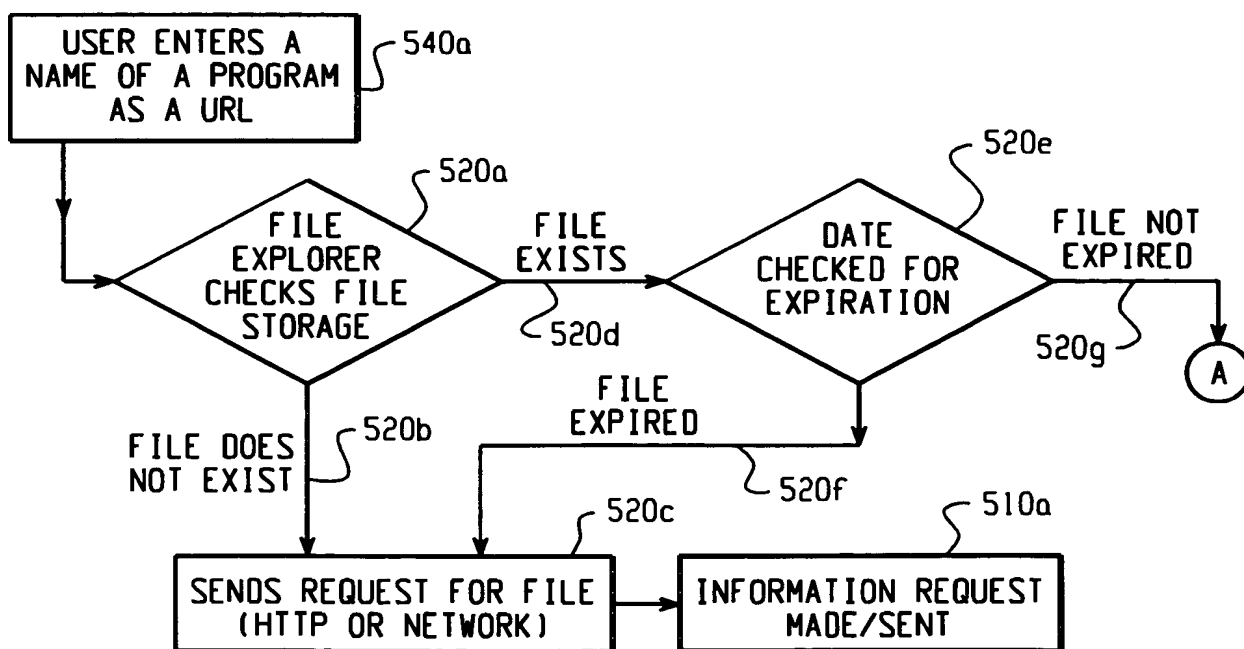 USER ENTERS A
NAME OF A PROGRAM
AS A URL
540a
520a
FILE
EXPLORER
CHECKS FILE
STORAGE
FILE
EXISTS
520d
520e
DATE
CHECKED FOR
EXPIRATION
FILE NOT
EXPIRED
520g
A
FILE DOES
NOT EXIST
520b
FILE
EXPIRED
520f
520c
SENDS REQUEST FOR FILE
(HTTP OR NETWORK)
510a
INFORMATION REQUEST
MADE/SENT